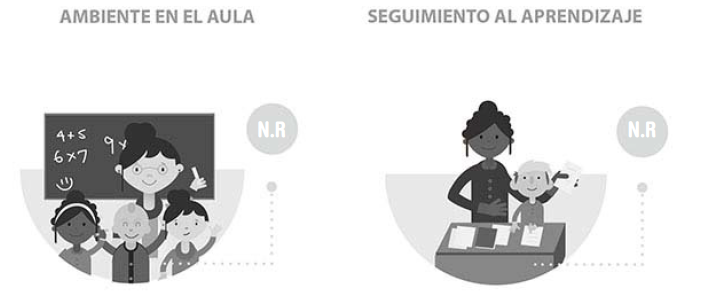 AMBIENTE EN EL AULA
SEGUIMIENTO AL APRENDIZAJE
N.R
N.R
4+5
6x7
9x